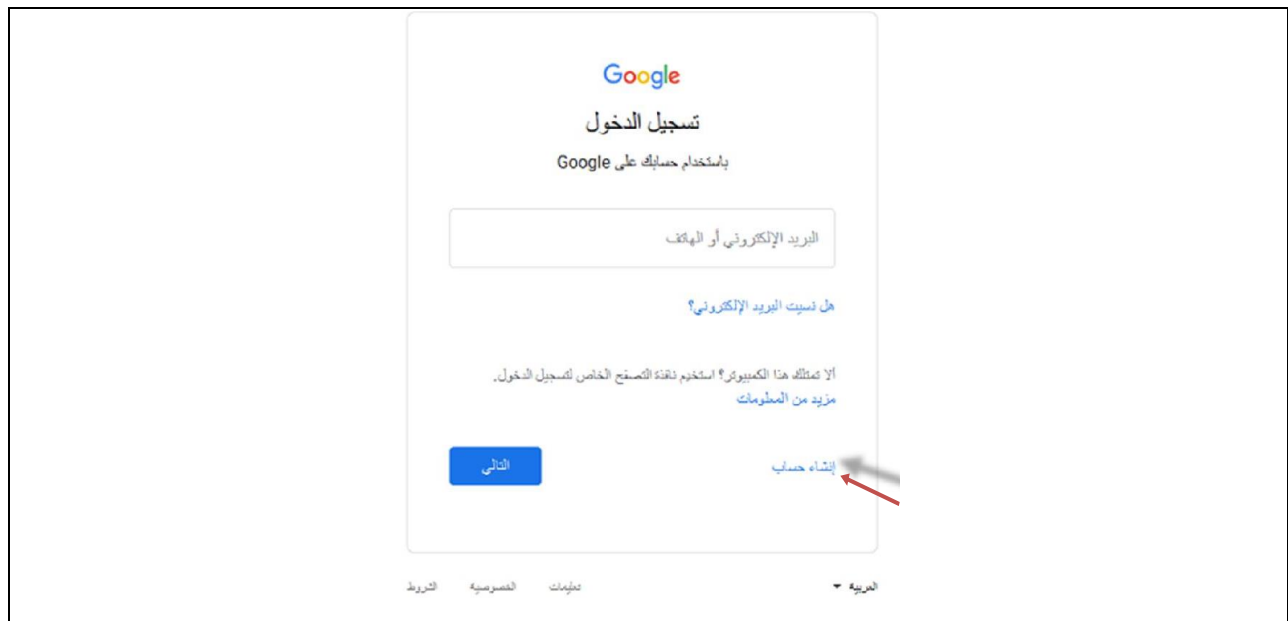 Google
تسجيل الدخول
باستخدام حسابك على Google
البريد الإلكتروني أو الهاتف
هل نسيت البريد الإلكتروني؟
ألا تمتلك هذا الكمبيوتر؟ استخدم نافذة التصفح الخاص لتسجيل الدخول.
مزيد من المعلومات
إنشاء حساب
التالي
العربية تعليمات الخصوصية الشروط